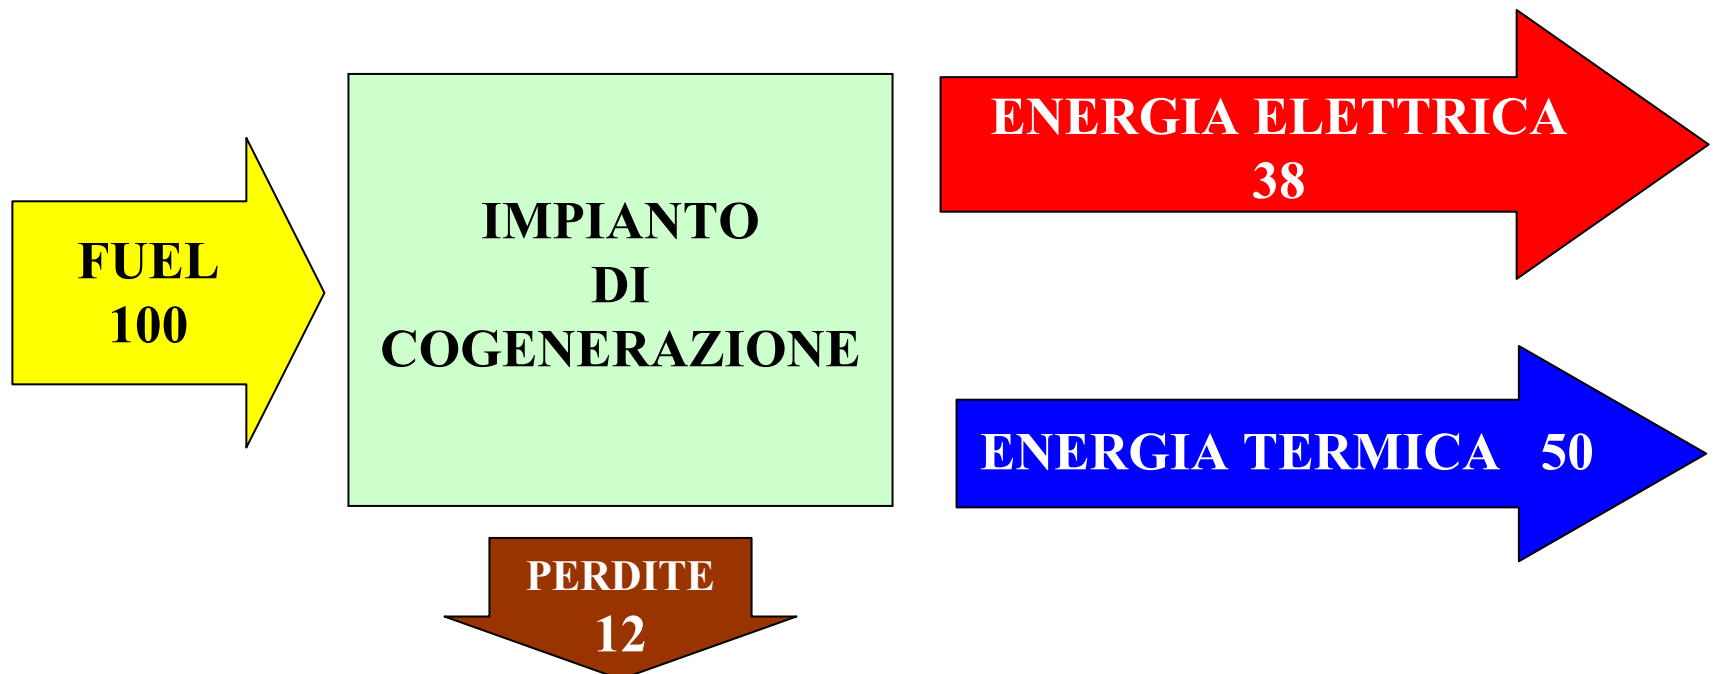 FUEL
100
IMPIANTO
DI
COGENERAZIONE
ENERGIA ELETTRICA
38
ENERGIA TERMICA 50
PERDITE
12